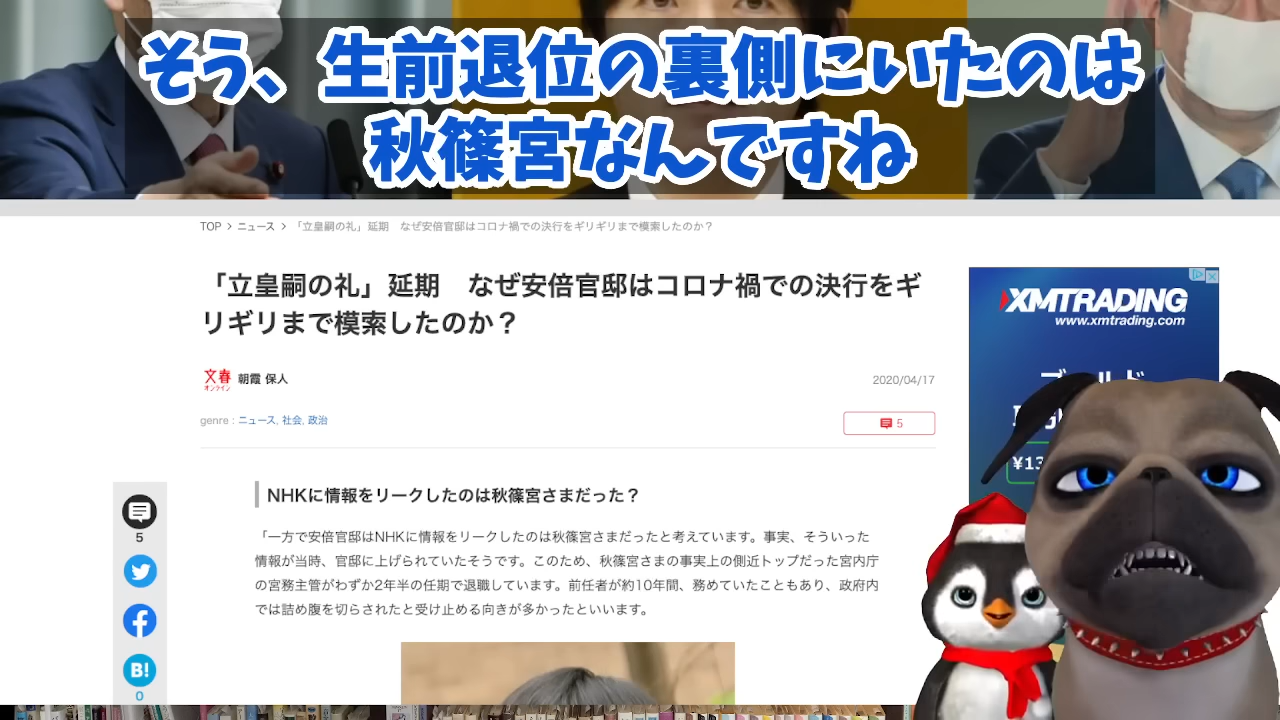 そう、生前退位の裏側にいたのは
秋篠宮なんですね
TOP > ニュース > 「立皇嗣の礼」延期　なぜ安倍官邸はコロナ禍での決行をギリギリまで模索したのか？
「立皇嗣の礼」延期　なぜ安倍官邸はコロナ禍での決行をギ
リギリまで模索したのか？
文春
オンライン
朝霞 保人
2020/04/17
genre : ニュース, 社会, 政治
5
NHKに情報をリークしたのは秋篠宮さまだった？
「一方で安倍官邸はNHKに情報をリークしたのは秋篠宮さまだったと考えています。事実、そういった
情報が当時、官邸に上げられていたそうです。このため、秋篠宮さまの事実上の側近トップだった宮内庁
の宮務主管がわずか2年半の任期で退職しています。前任者が約10年間、務めていたこともあり、政府内
では詰め腹を切らされたと受け止める向きが多かったといいます。
5
B!
0
XMTRADING
www.xmtrading.com
¥13